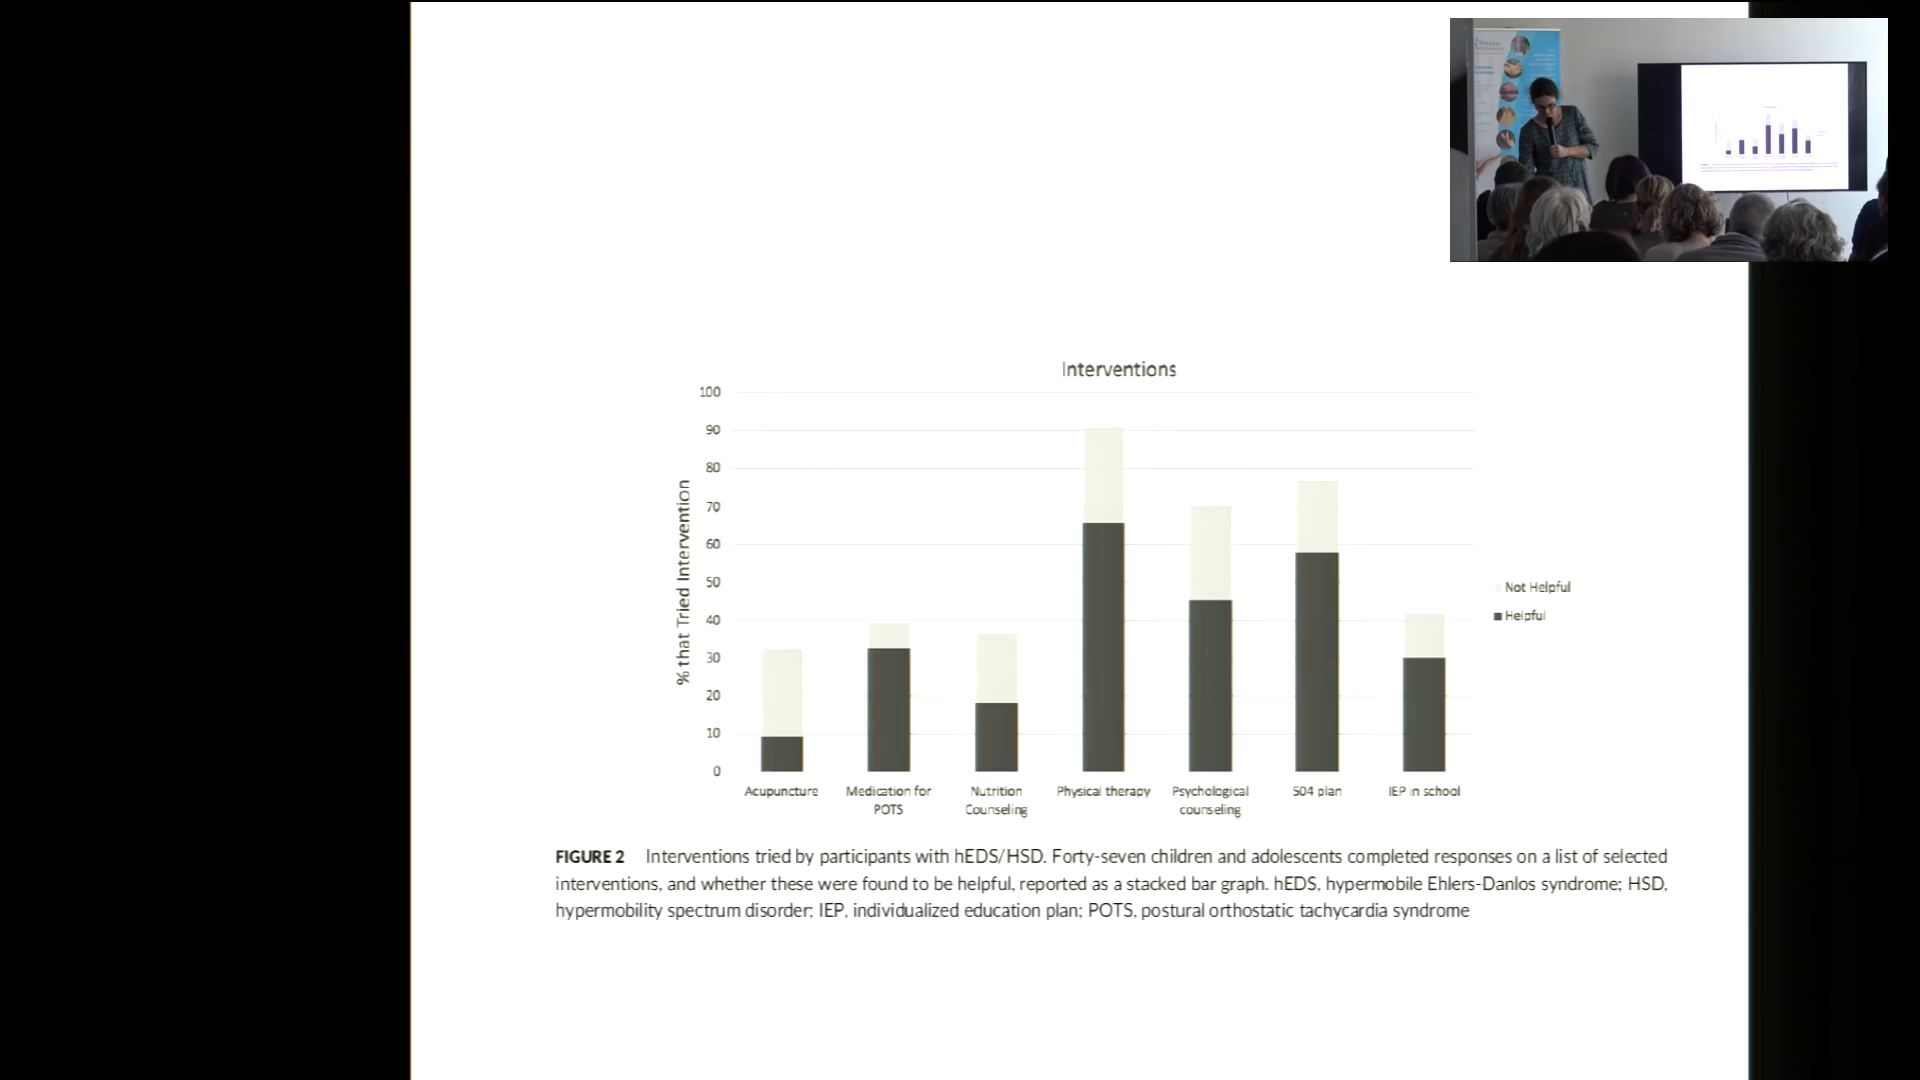 Interventions
% that Tried Intervention
100
90
80
70
60
50
40
30
20
10
0
Acupuncture
Medication for
POTS
Nutrition
Counseling
Physical therapy
Psychological
counseling
504 plan
IEP in school
Not Helpful
Helpful
FIGURE 2 Interventions tried by participants with hEDS/HSD. Forty-seven children and adolescents completed responses on a list of selected
interventions, and whether these were found to be helpful, reported as a stacked bar graph. hEDS, hypermobile Ehlers-Danlos syndrome; HSD,
hypermobility spectrum disorder; IEP, individualized education plan; POTS, postural orthostatic tachycardia syndrome